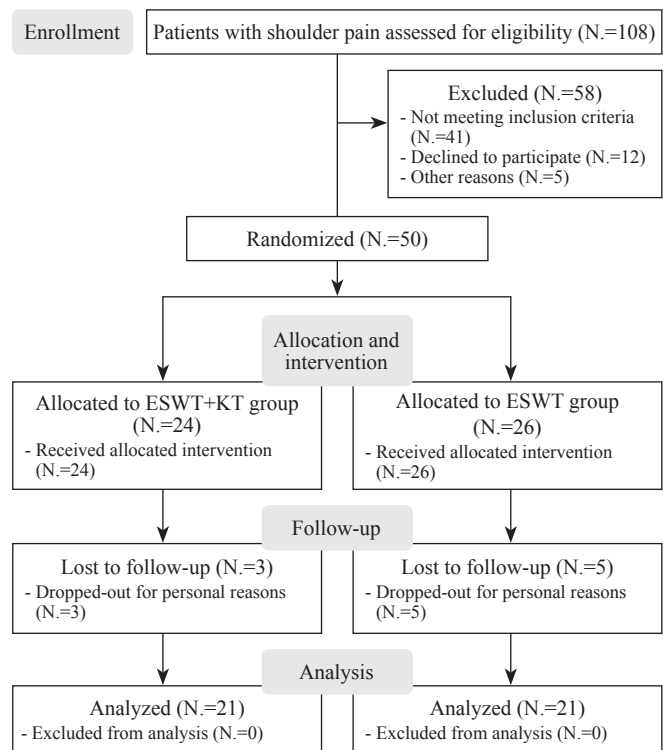 Enrollment
Patients with shoulder pain assessed for eligibility (N.=108)
Excluded (N.=58)
- Not meeting inclusion criteria
(N.=41)
- Declined to participate (N.=12)
- Other reasons (N.=5)
Randomized (N.=50)
Allocation and
intervention
Allocated to ESWT+KT group
(N.=24)
- Received allocated intervention
(N.=24)
Allocated to ESWT group
(N.=26)
- Received allocated intervention
(N.=26)
Follow-up
Lost to follow-up (N.=3)
- Dropped-out for personal reasons
(N.=3)
Lost to follow-up (N.=5)
- Dropped-out for personal reasons
(N.=5)
Analysis
Analyzed (N.=21)
- Excluded from analysis (N.=0)
Analyzed (N.=21)
- Excluded from analysis (N.=0)